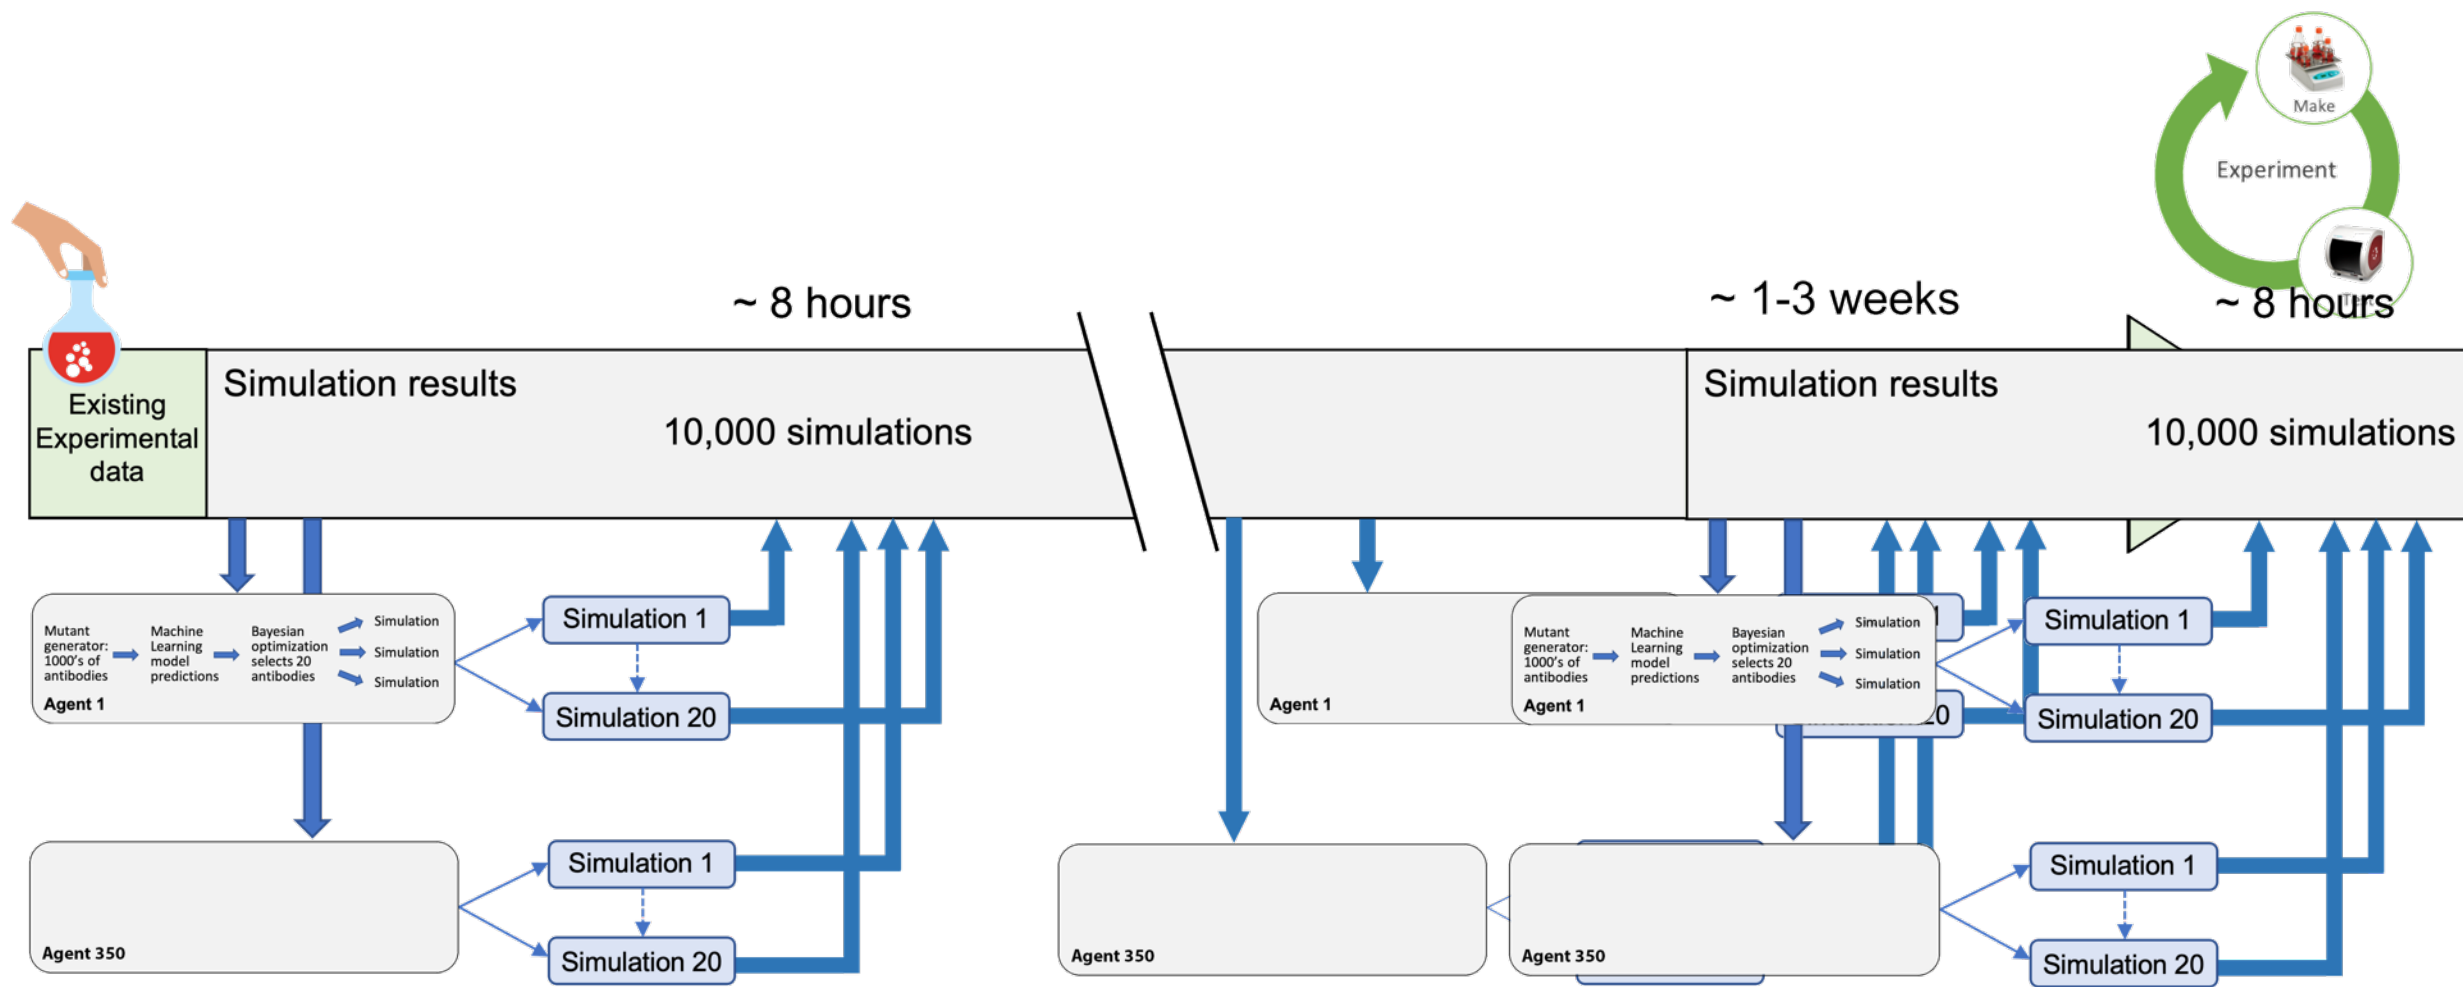 Make
Experiment
~ 8 hours
~ 1-3 weeks
~ 8 hours
Existing
Experimental
data
Simulation results
10,000 simulations
Simulation results
10,000 simulations
Mutant
generator:
1000's of
antibodies
Machine
Learning
model
predictions
Bayesian
optimization
selects 20
antibodies
Simulation
Simulation
Simulation
Agent 1
Simulation 1
Simulation 20
Agent 350
Simulation 1
Simulation 20
Agent 1
Mutant
generator:
1000's of
antibodies
Machine
Learning
model
predictions
Bayesian
optimization
selects 20
antibodies
Simulation
Simulation
Simulation
Agent 1
1
20
Simulation 1
Simulation 20
Agent 350
Agent 350
Simulation 1
Simulation 20